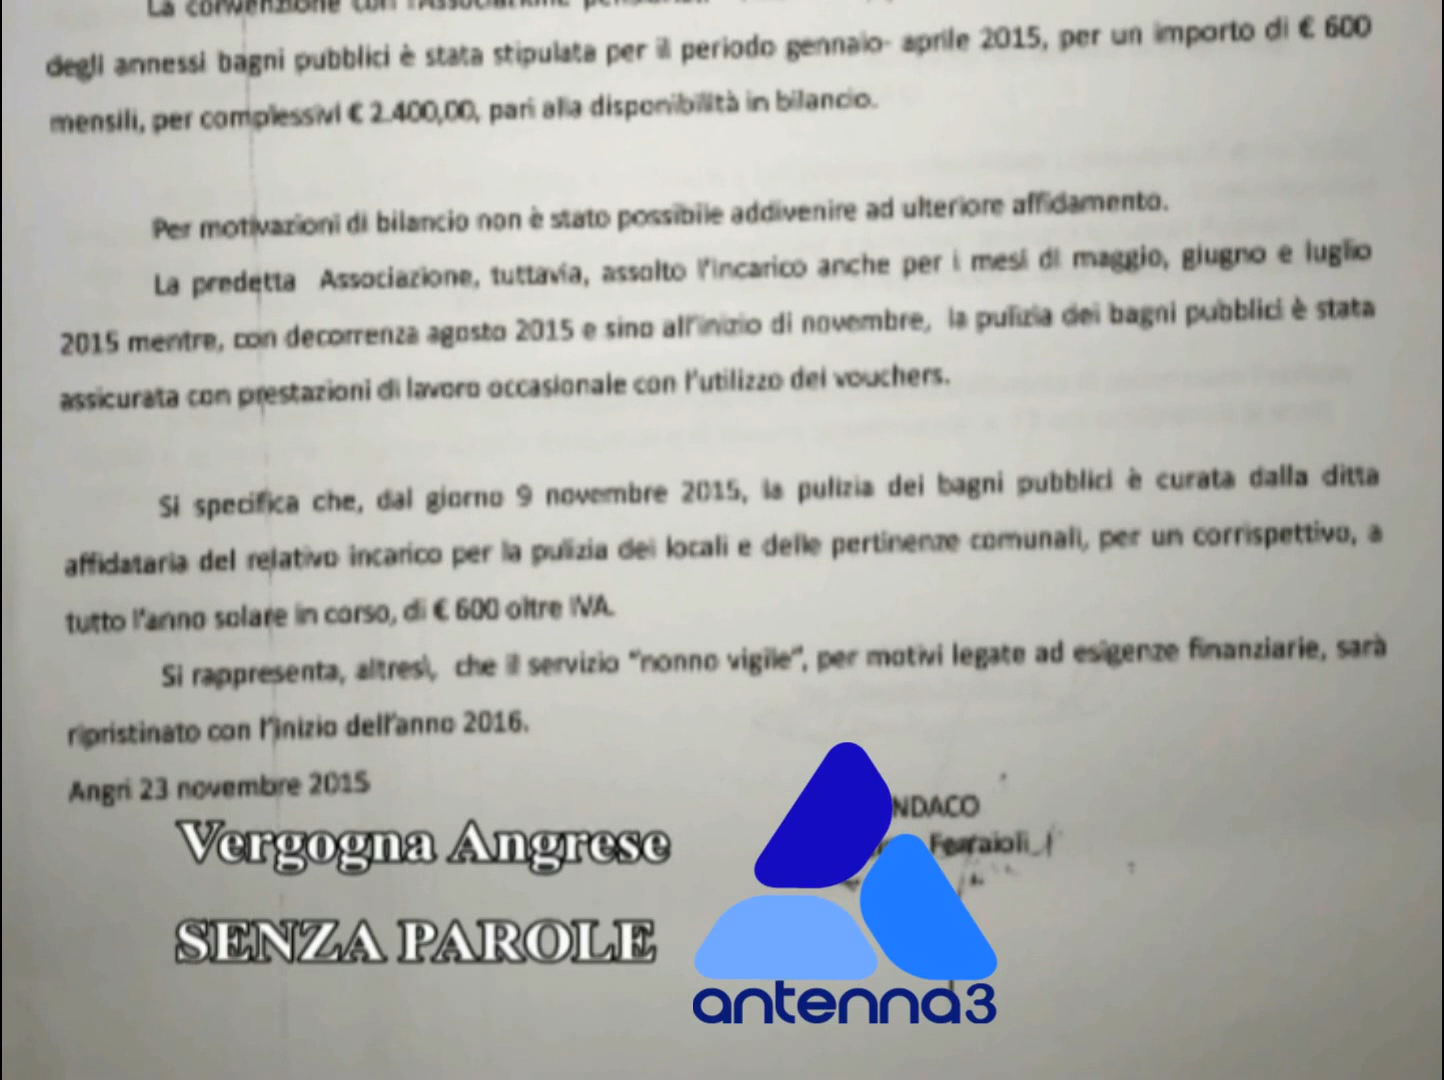 La convenzione con l'Associazione
degli annessi bagni pubblici è stata stipulata per il periodo gennaio- aprile 2015, per un importo di € 600
mensili, per complessivi € 2.400,00, pari alla disponibilità in bilancio.
Per motivazioni di bilancio non è stato possibile addivenire ad ulteriore affidamento.
La predetta Associazione, tuttavia, assolto l'incarico anche per i mesi di maggio, giugno e luglio
2015 mentre, con decorrenza agosto 2015 e sino all'inizio di novembre, la pulizia dei bagni pubblici è stata
assicurata con prestazioni di lavoro occasionale con l'utilizzo dei vouchers.
Si specifica che, dal giorno 9 novembre 2015, la pulizia dei bagni pubblici è curata dalla ditta
affidataria del relativo incarico per la pulizia dei locali e delle pertinenze comunali, per un corrispettivo, a
tutto l'anno solare in corso, di € 600 oltre IVA.
Si rappresenta, altresì, che il servizio "nonno vigile", per motivi legate ad esigenze finanziarie, sarà
ripristinato con l'inizio dell'anno 2016.
Angri 23 novembre 2015
NDACO
Ferraioli
Vergogna Angrese
SENZA PAROLE
antenna3